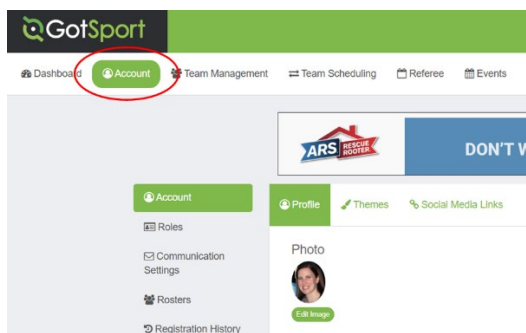 GotSport
Dashboard Account Team Management Team Scheduling Referee Events
ARS RESCUE ROOTER
DON'T W
Account
Profile Themes Social Media Links
Roles
Communication
Settings
Photo
Rosters
Edit Image
Registration History